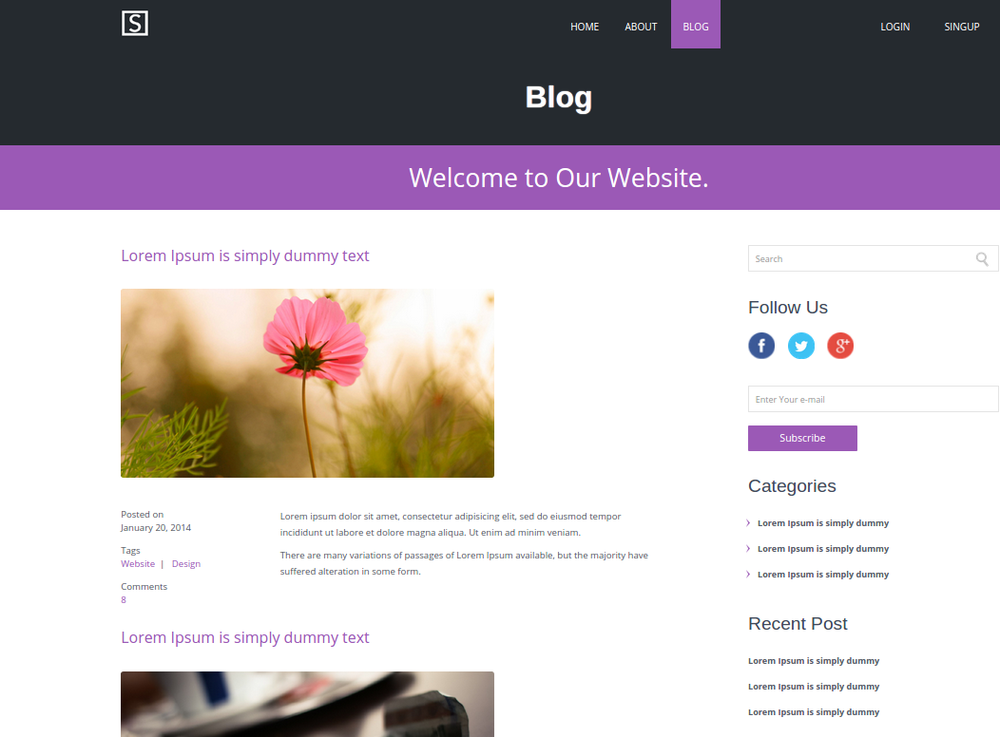 S
HOME ABOUT BLOG LOGIN SINGUP
Blog
Welcome to Our Website.
Lorem Ipsum is simply dummy text
Posted on
January 20, 2014
Tags
Website | Design
Comments
8
Lorem ipsum dolor sit amet, consectetur adipisicing elit, sed do eiusmod tempor
incididunt ut labore et dolore magna aliqua. Ut enim ad minim veniam.
There are many variations of passages of Lorem Ipsum available, but the majority have
suffered alteration in some form.
Lorem Ipsum is simply dummy text
Search
Follow Us
f g+
Enter Your e-mail
Subscribe
Categories
Lorem Ipsum is simply dummy
Lorem Ipsum is simply dummy
Lorem Ipsum is simply dummy
Recent Post
Lorem Ipsum is simply dummy
Lorem Ipsum is simply dummy
Lorem Ipsum is simply dummy